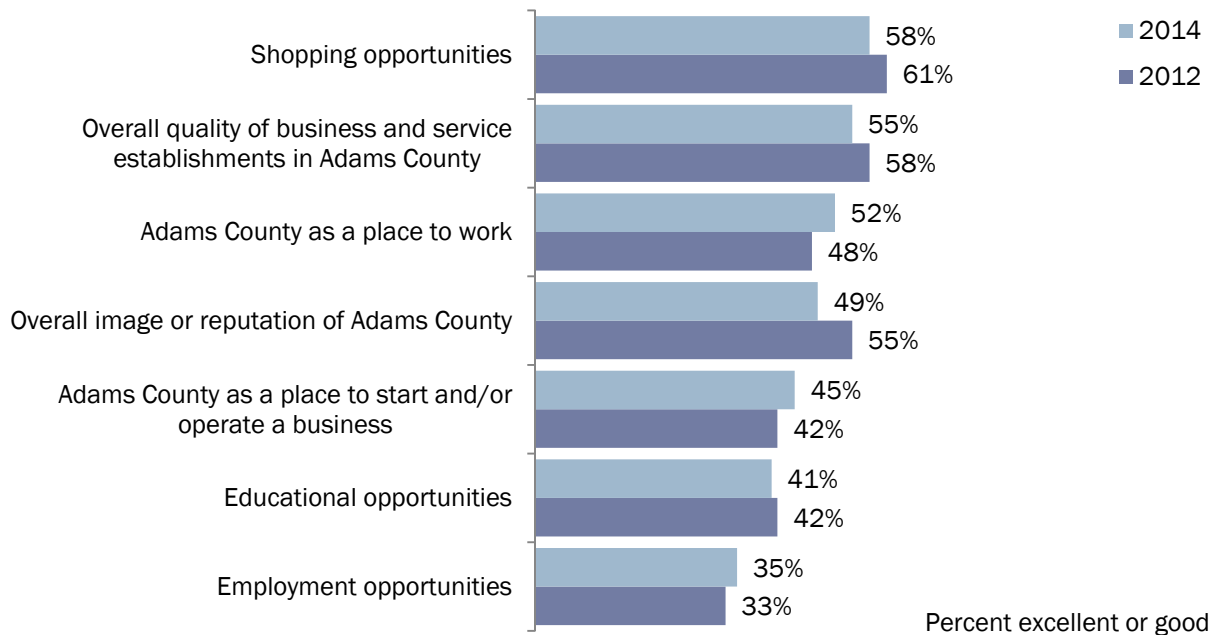 Shopping opportunities
58%
61%
2014
2012
Overall quality of business and service
establishments in Adams County
55%
58%
Adams County as a place to work
52%
48%
Overall image or reputation of Adams County
49%
55%
Adams County as a place to start and/or
operate a business
45%
42%
Educational opportunities
41%
42%
Employment opportunities
35%
33%
Percent excellent or good